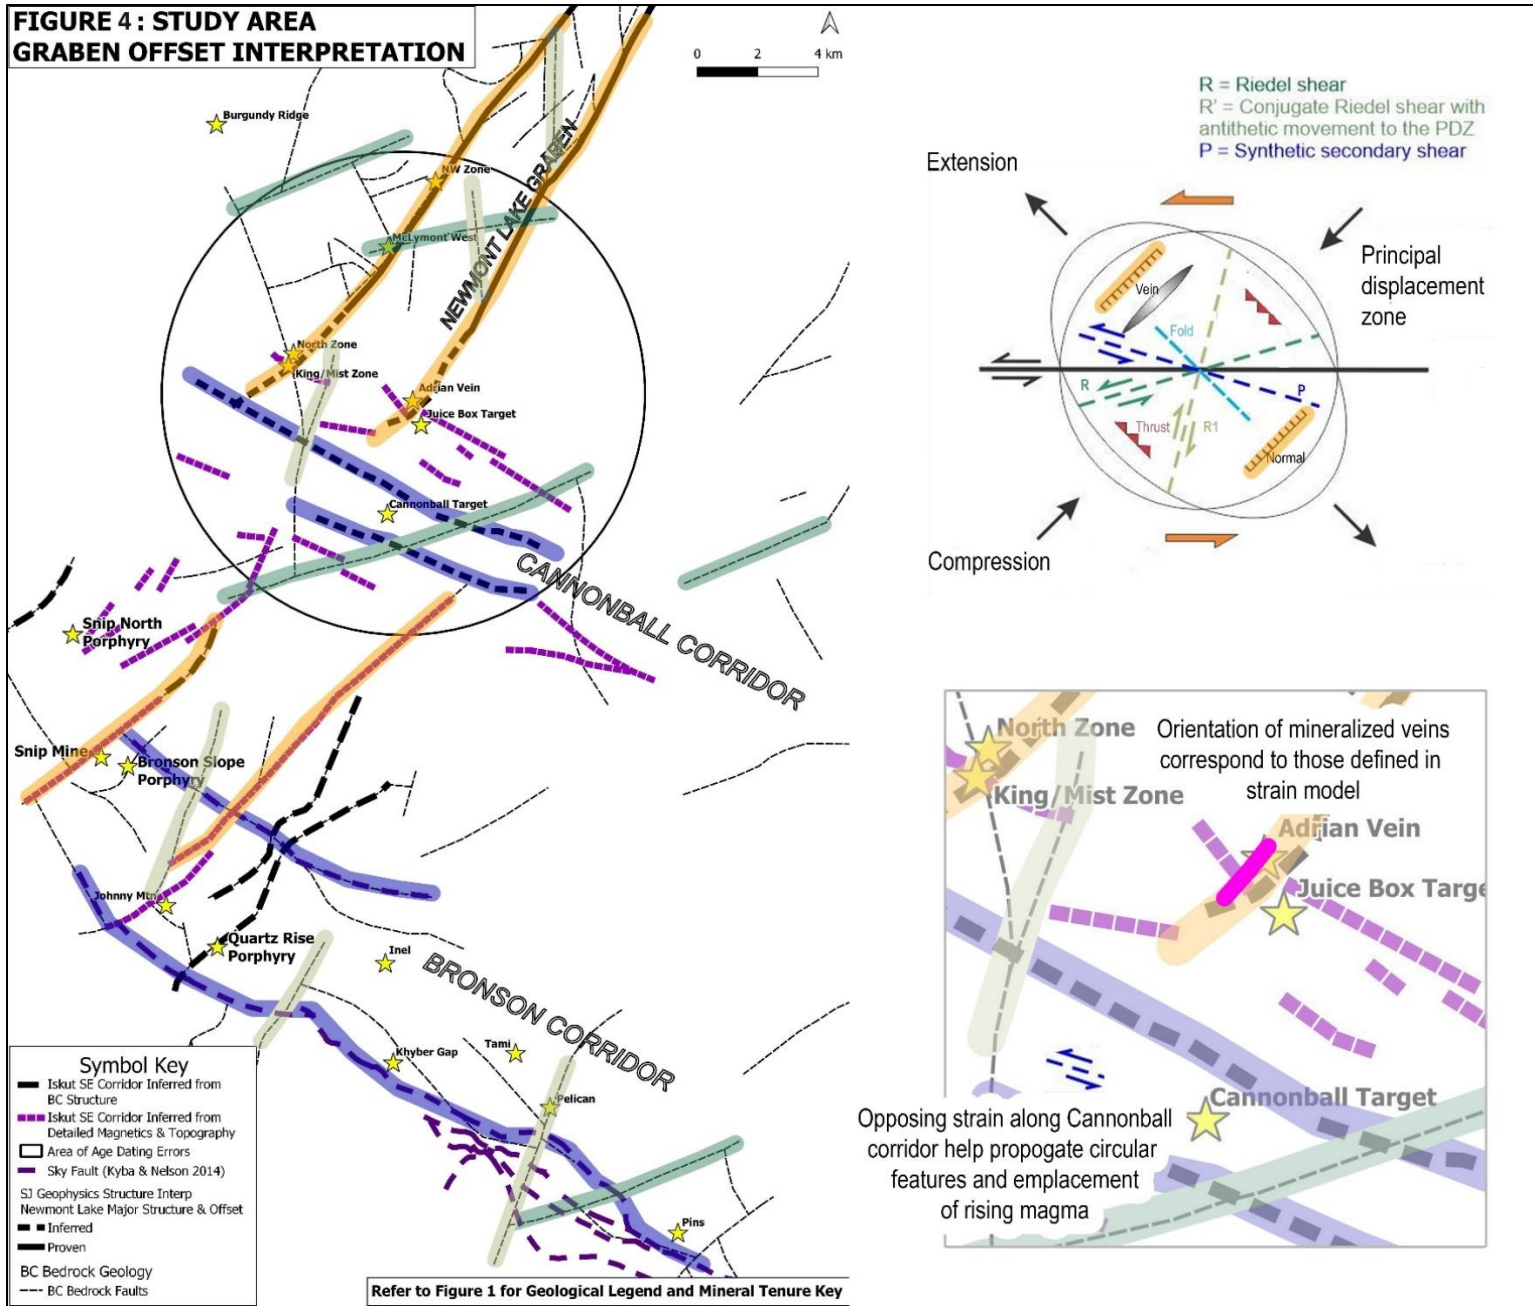 FIGURE 4 : STUDY AREA
GRABEN OFFSET INTERPRETATION
0 2 4 km
Burgundy Ridge
NW Zone
McLymont West
NEWMONT LAKE GRABEN
North Zone
King/Mist Zone
Adrian Vein
Juice Box Target
Cannonball Target
CANNONBALL CORRIDOR
Snip North
Porphyry
Snip Mine
Bronson Slope
Porphyry
Johnny Mtn
Quartz Rise
Porphyry
Inel
BRONSON CORRIDOR
Khyber Gap
Tami
Pelican
Pins
Symbol Key
Iskut SE Corridor Inferred from
BC Structure
Iskut SE Corridor Inferred from
Detailed Magnetics & Topography
Area of Age Dating Errors
Sky Fault (Kyba & Nelson 2014)
SJ Geophysics Structure Interp
Newmont Lake Major Structure & Offset
Inferred
Proven
BC Bedrock Geology
BC Bedrock Faults
Refer to Figure 1 for Geological Legend and Mineral Tenure Key
R = Riedel shear
R' = Conjugate Riedel shear with
antithetic movement to the PDZ
P = Synthetic secondary shear
Extension
Principal
displacement
zone
Vein
Fold
R
P
Thrust
R1
Normal
Compression
North Zone
King/Mist Zone
Orientation of mineralized veins
correspond to those defined in
strain model
Adrian Vein
Juice Box Targe
Cannonball Target
Opposing strain along Cannonball
corridor help propogate circular
features and emplacement
of rising magma